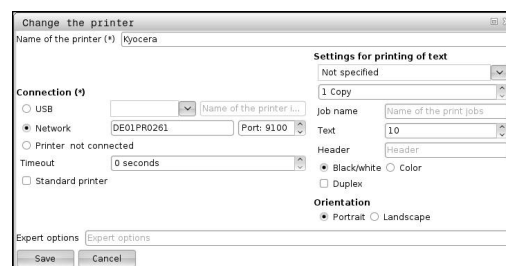 Change the printer
Name of the printer (*) Kyocera
Settings for printing of text
Not specified
1 Copy
Connection (*)
USB Name of the printer i...
Job name Name of the print jobs
Network DE01PR0261 Port: 9100
Text 10
Printer not connected
Header Header
Timeout 0 seconds
Black/white Color
Standard printer
Duplex
Orientation
Portrait Landscape
Expert options Expert options
Save Cancel